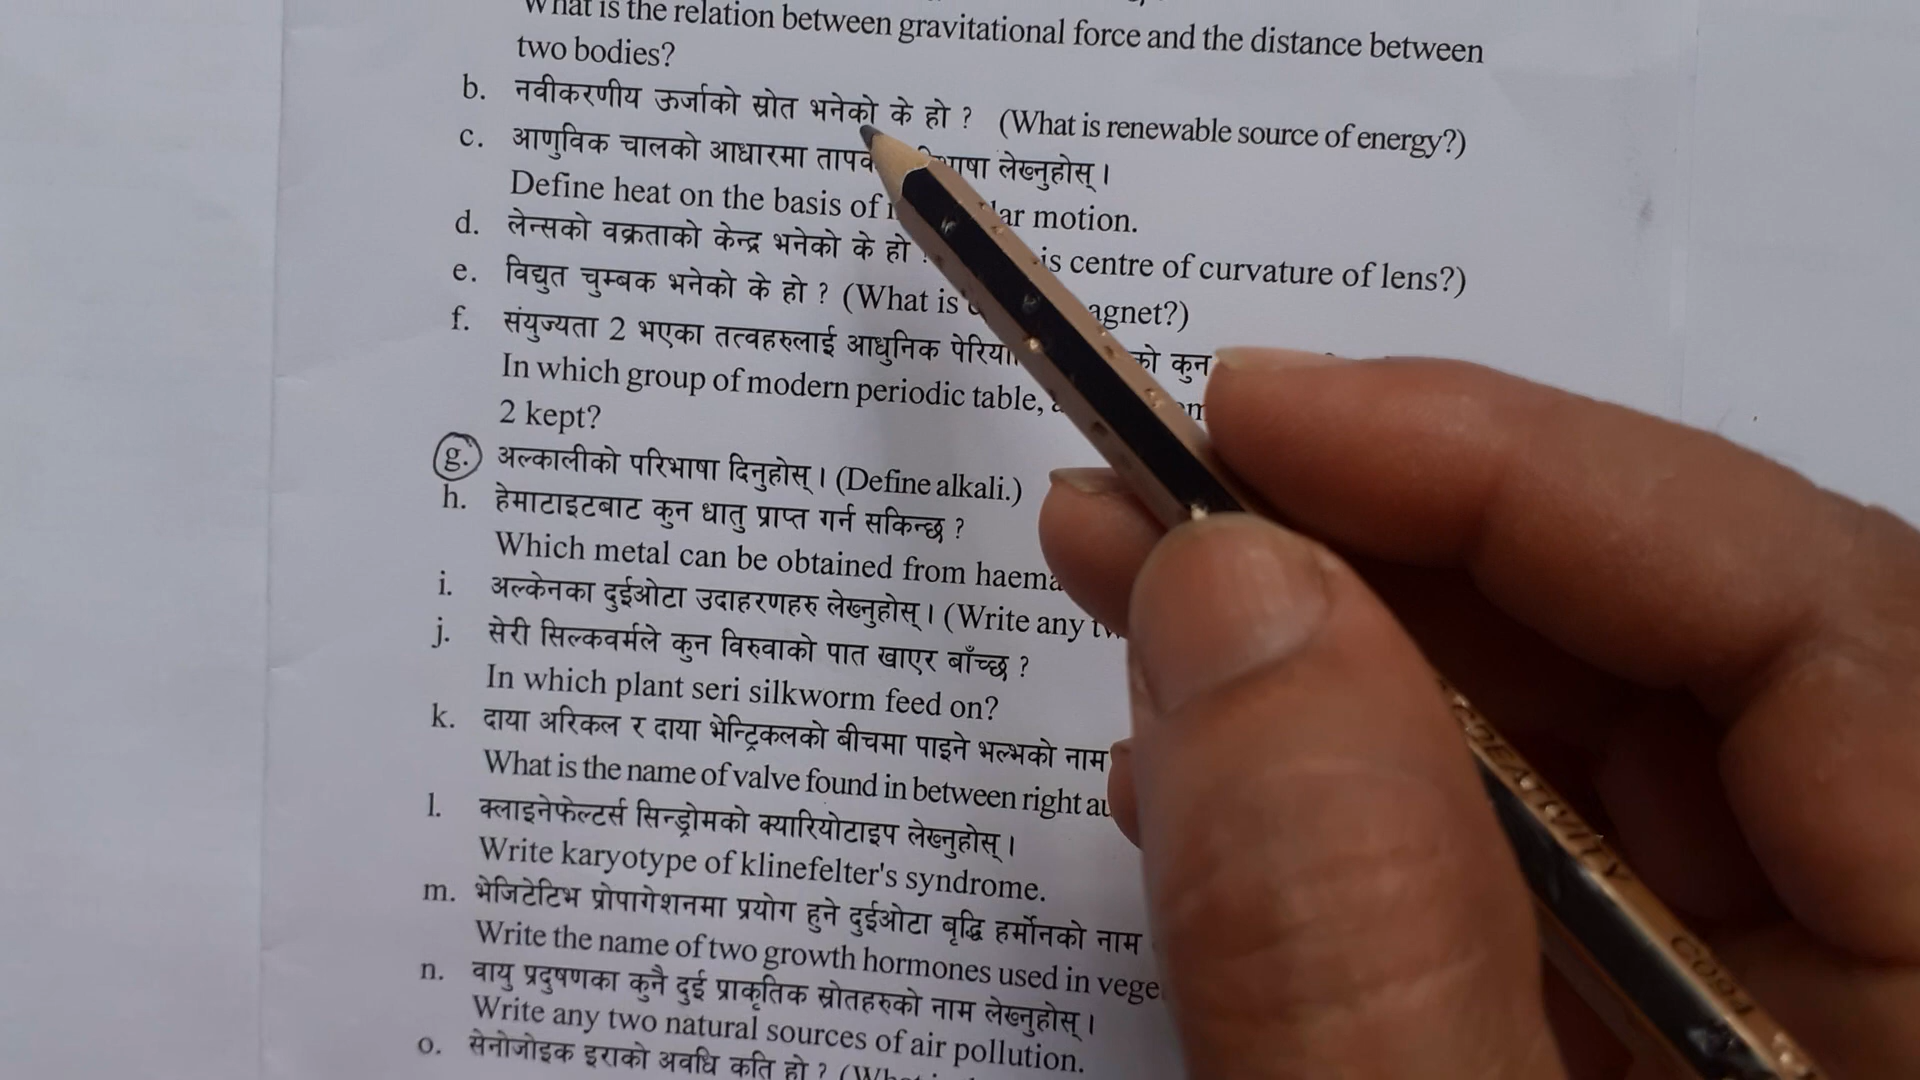 What is the relation between gravitational force and the distance between
two bodies?
b. नवीकरणीय ऊर्जाको स्रोत भनेको के हो ? (What is renewable source of energy?)
c. आणुविक चालको आधारमा लेख्नुहोस् ।
Define heat on the basis of motion.
d. लेन्सको वक्रताको केन्द्र भनेको के हो is centre of curvature of lens?)
e. विद्युत चुम्बक भनेको के हो ? (What is
f. संयुज्यता 2 भएका तत्वहरुलाई आधुनिक को कुन
In which group of modern periodic table,
2 kept?
g. अल्कालीको परिभाषा दिनुहोस् । (Define alkali.)
h. हेमाटाइटबाट कुन धातु प्राप्त गर्न सकिन्छ ?
Which metal can be obtained from
i. अल्केनका दुईओटा उदाहरणहरु लेख्नुहोस् । (Write any
j. सेरी सिल्कवर्मले कुन विरुवाको पात खाएर बाँच्छ ?
In which plant seri silkworm feed on?
k. दाया अरिकल र दाया भेन्ट्रिकलको बीचमा पाइने भल्भको नाम
What is the name of valve found in between right
l. क्लाइनेफेल्टर्स सिन्ड्रोमको क्यारियोटाइप लेख्नुहोस् ।
Write karyotype of klinefelter's syndrome.
m. भेजिटेटिभ प्रोपागेशनमा प्रयोग हुने दुईओटा बृद्धि हर्मोनको नाम
Write the name of two growth hormones used in
n. वायु प्रदुषणका कुनै दुई प्राकृतिक स्रोतहरुको नाम लेख्नुहोस् ।
Write any two natural sources of air pollution.
o. सेनोजोइक इराको अवधि कति हो ?